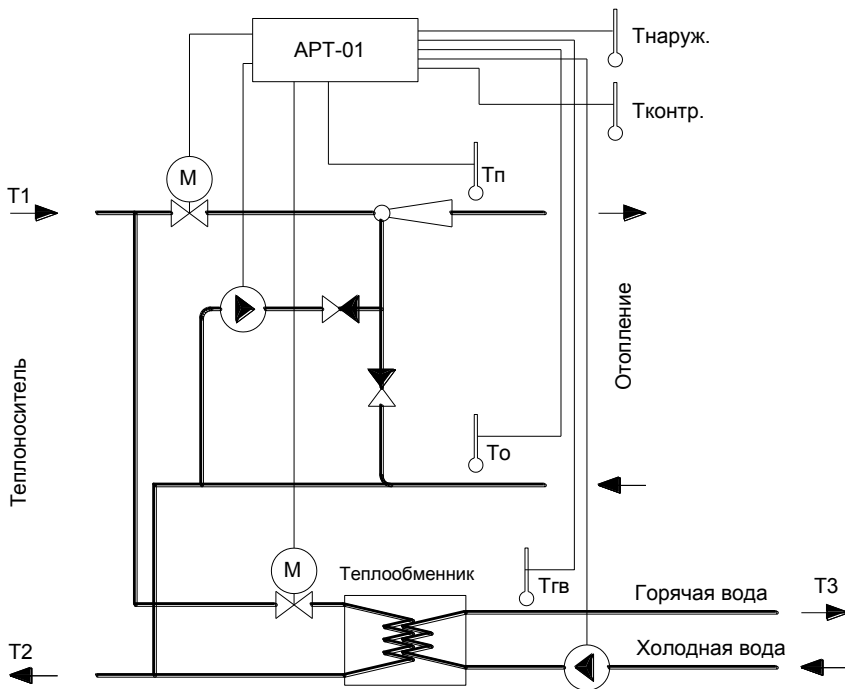 АРТ-01
Тнаруж.
Тконтр.
М
Тп
Т1
Теплоноситель
Отопление
То
М
Теплообменник
Тгв
Горячая вода
Т3
Т2
Холодная вода